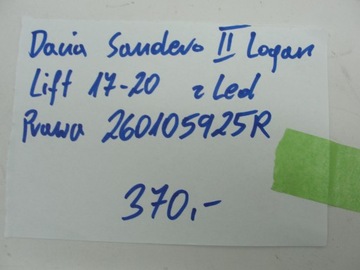 Dacia Sandero II Logan
Lift 17-20 z Led
Prawa 260105925R
370,-